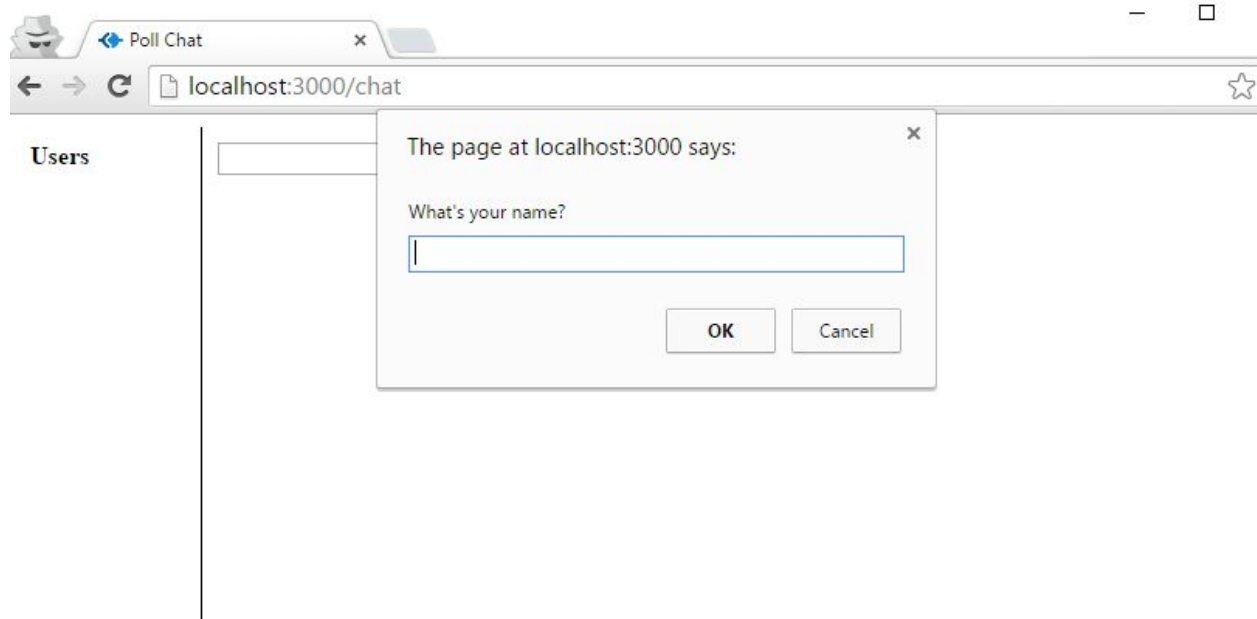 Poll Chat
localhost:3000/chat
Users
The page at localhost:3000 says:
What's your name?
OK
Cancel